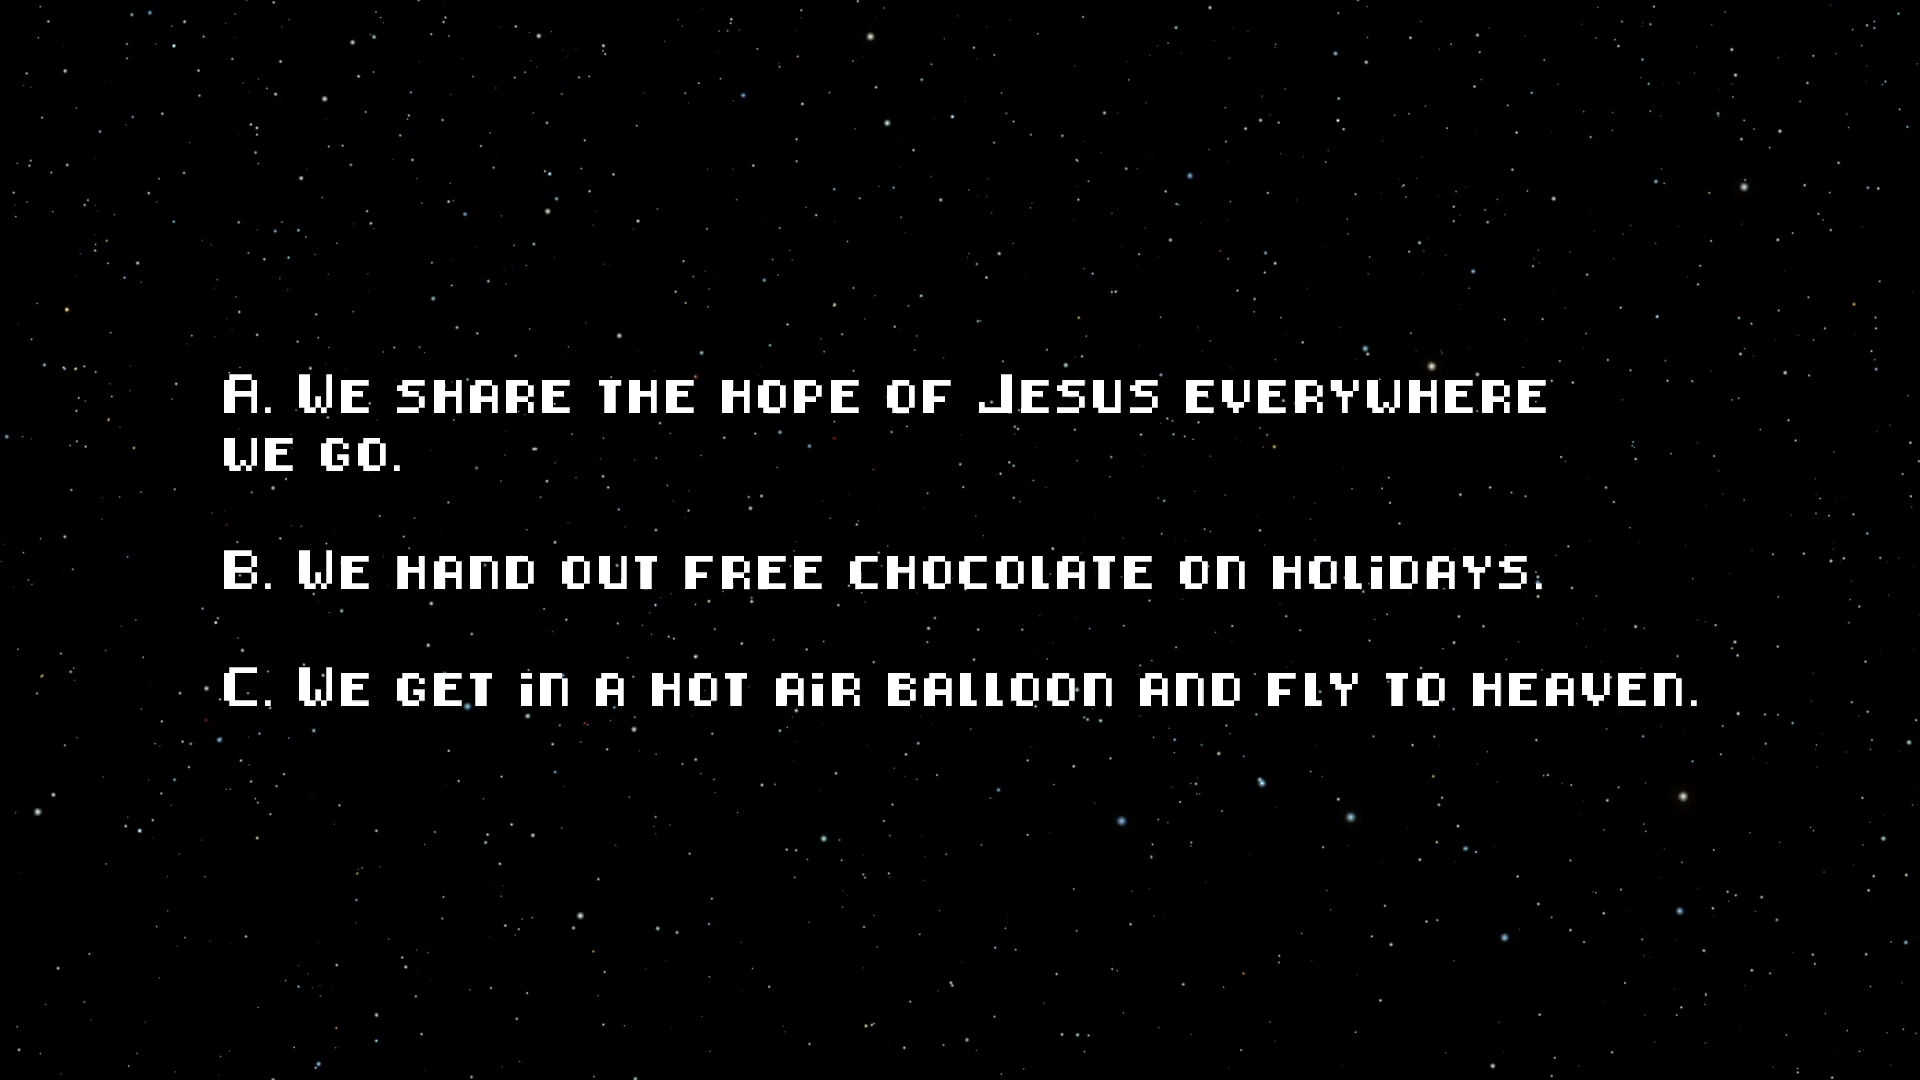 A. We share the hope of Jesus everywhere
we go.
B. We hand out free chocolate on holidays.
C. We get in a hot air balloon and fly to heaven.